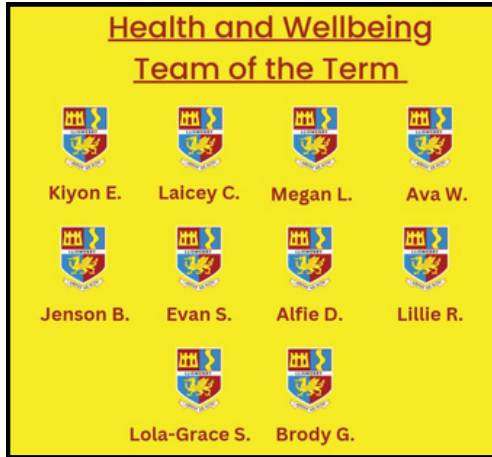 Health and Wellbeing
Team of the Term
Kiyon E. Laicey C. Megan L. Ava W.
Jenson B. Evan S. Alfie D. Lillie R.
Lola-Grace S. Brody G.